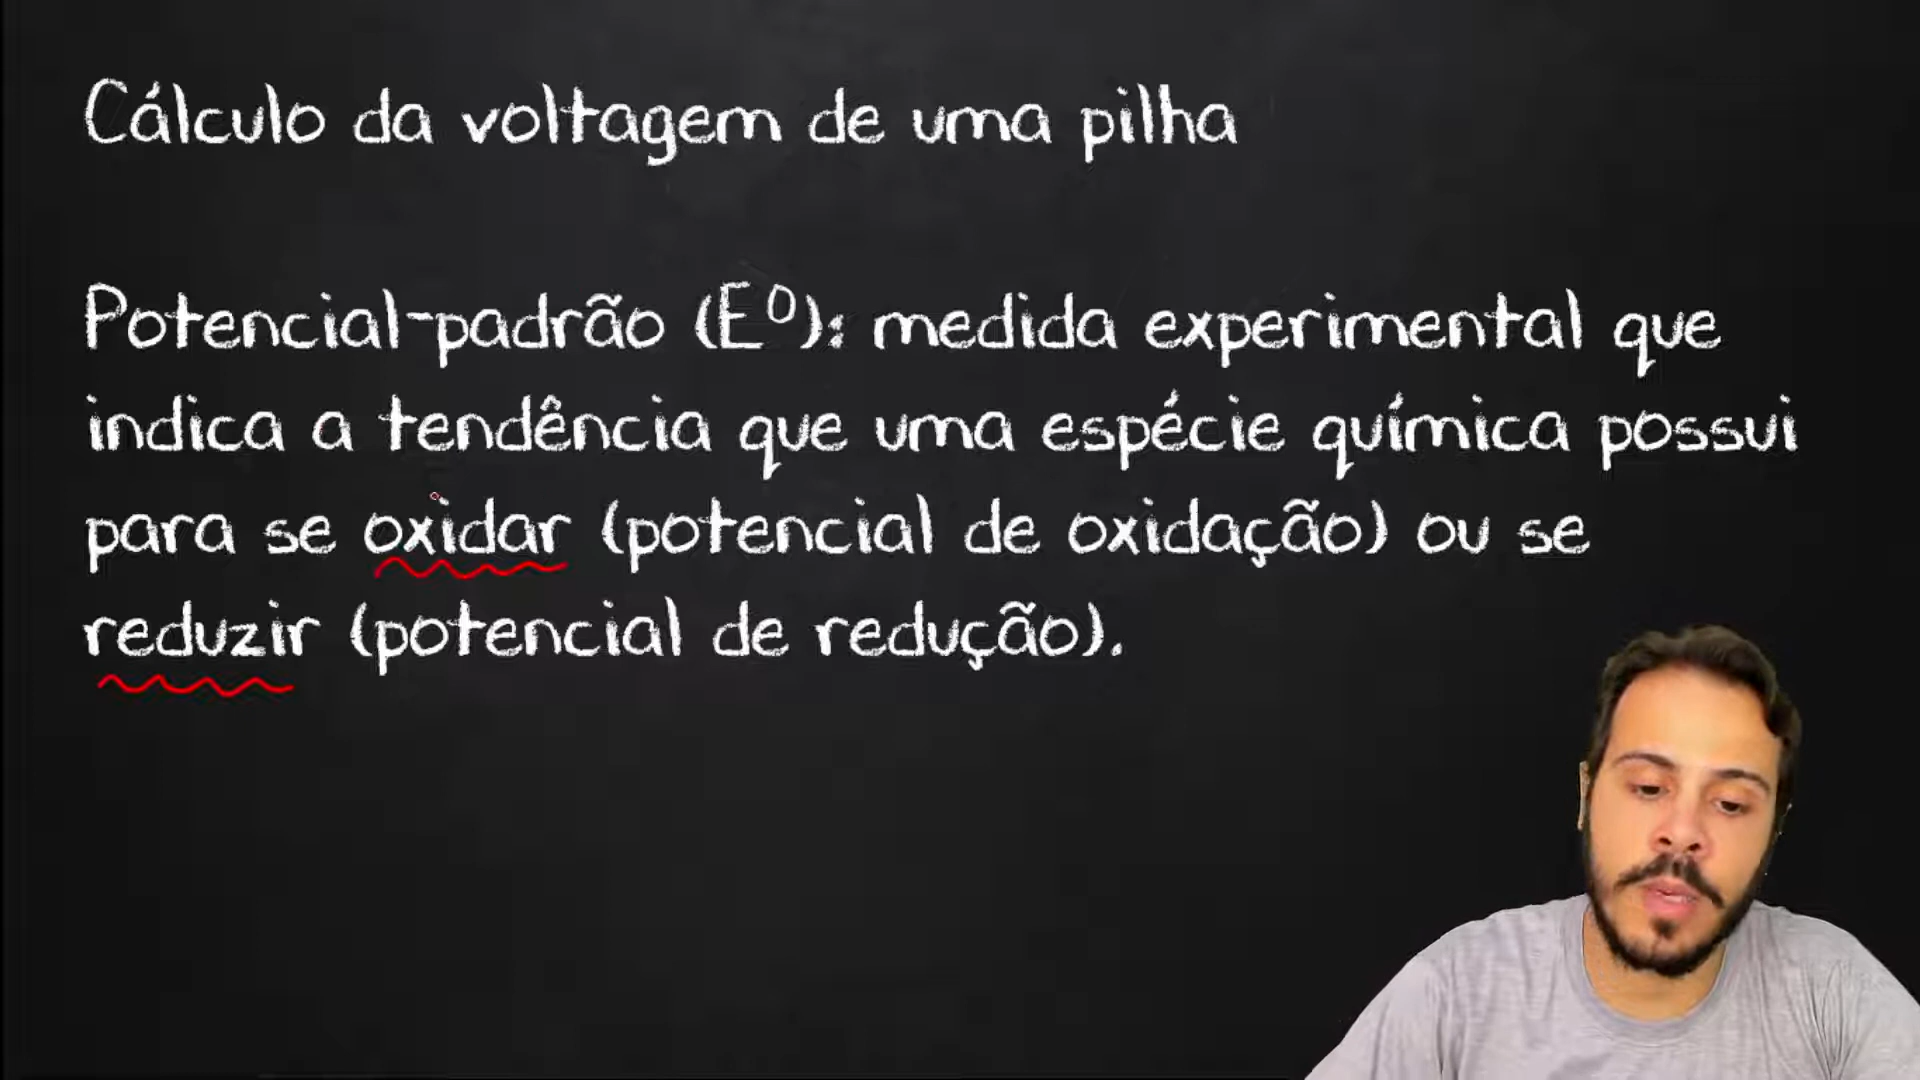 Cálculo da voltagem de uma pilha
Potencial-padrão (E⁰): medida experimental que
indica a tendência que uma espécie química possui
para se oxidar (potencial de oxidação) ou se
reduzir (potencial de redução).